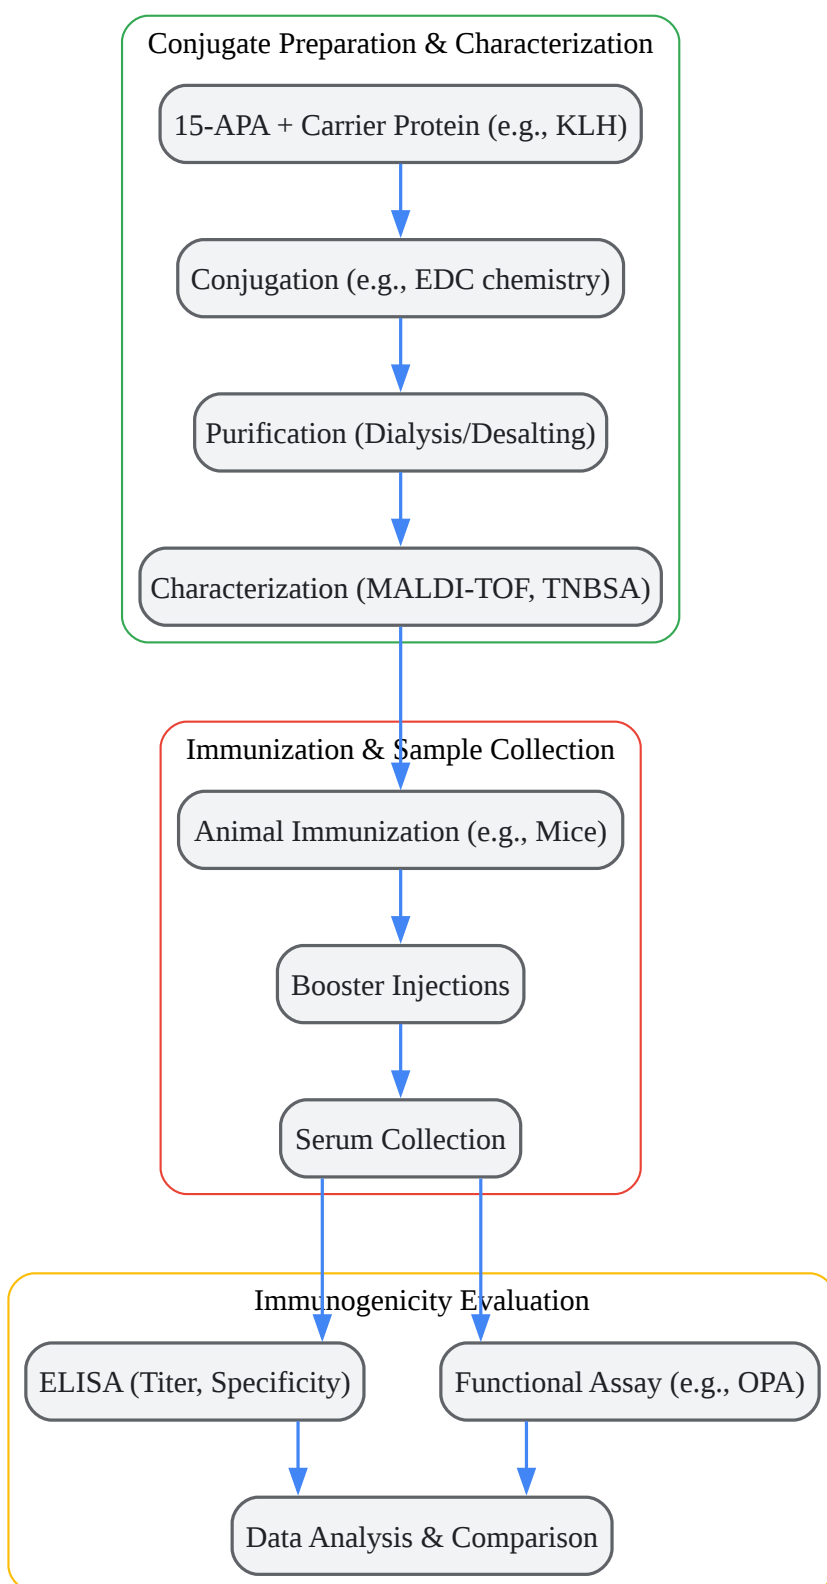 Conjugate Preparation & Characterization
15-APA + Carrier Protein (e.g., KLH)
Conjugation (e.g., EDC chemistry)
Purification (Dialysis/Desalting)
Characterization (MALDI-TOF, TNBSA)
Immunization & Sample Collection
Animal Immunization (e.g., Mice)
Booster Injections
Serum Collection
Immunogenicity Evaluation
ELISA (Titer, Specificity)
Functional Assay (e.g., OPA)
Data Analysis & Comparison